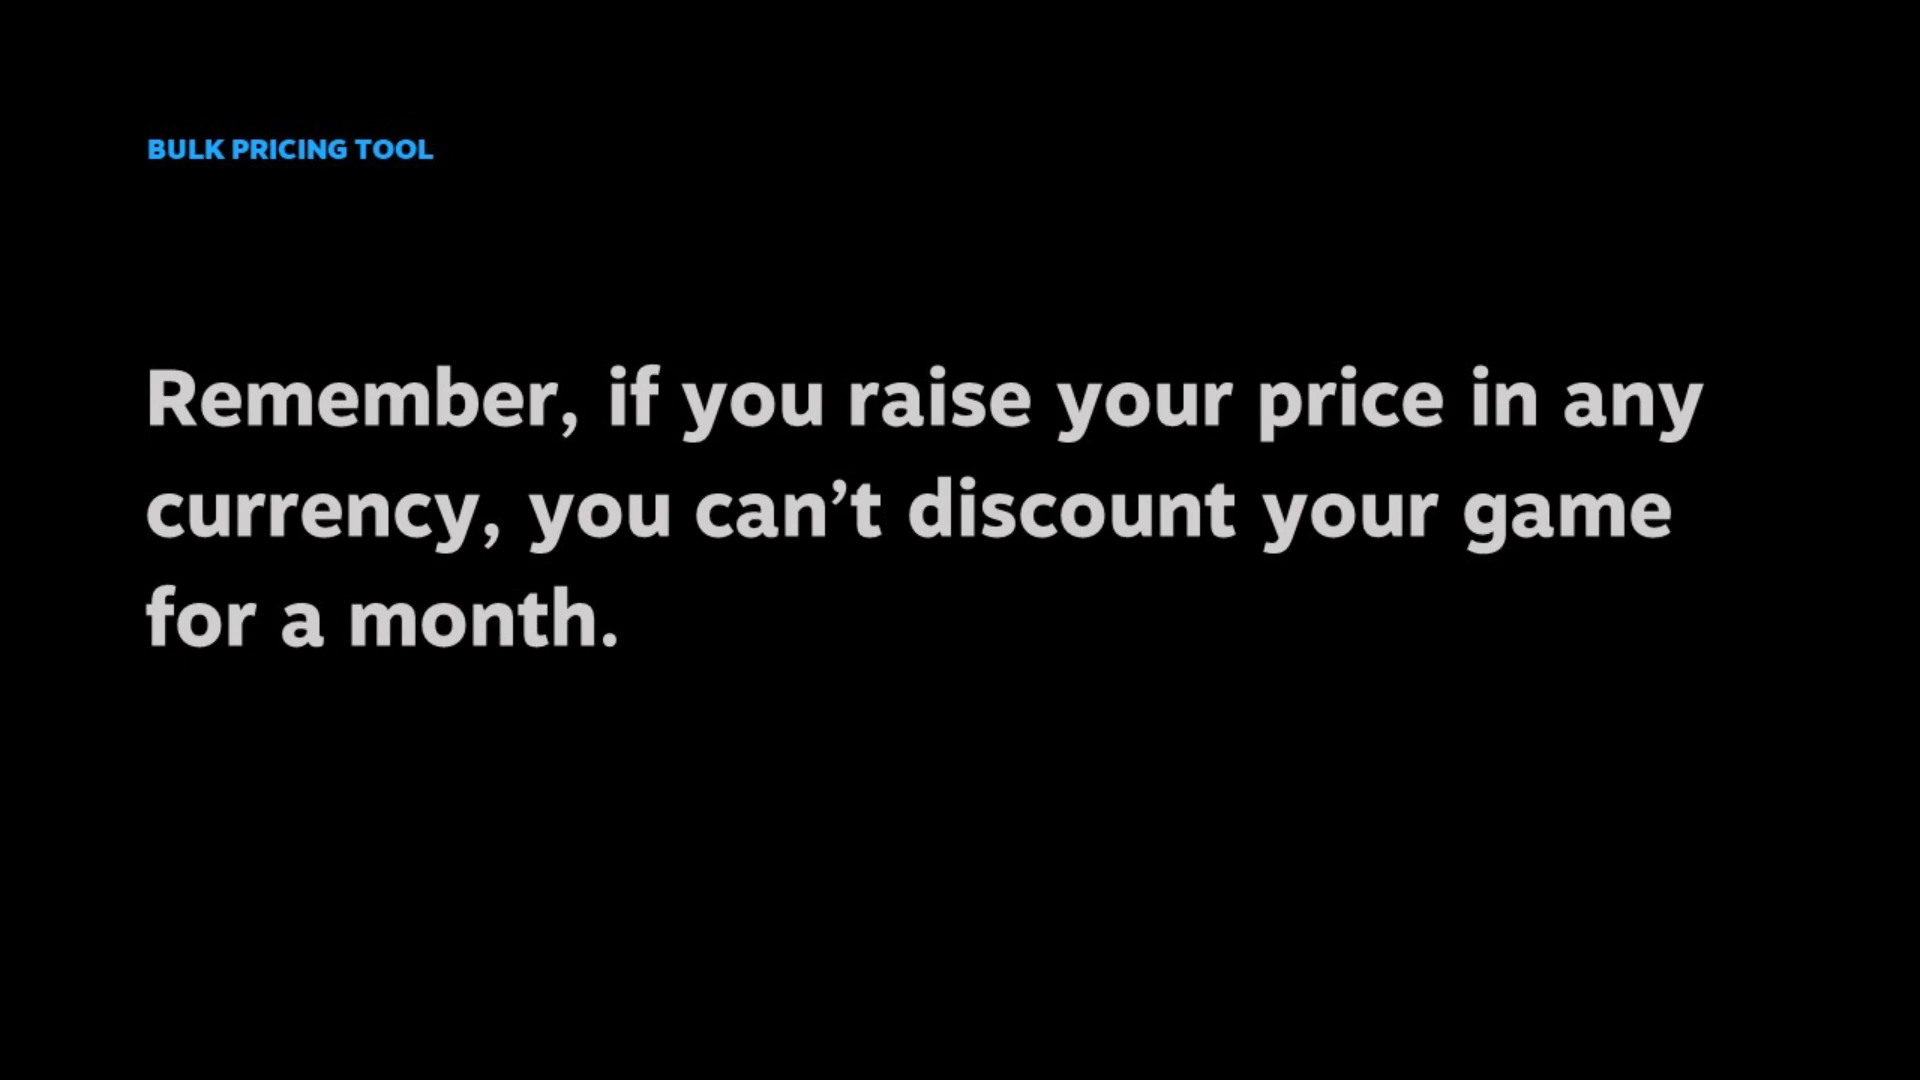 BULK PRICING TOOL
Remember, if you raise your price in any
currency, you can’t discount your game
for a month.